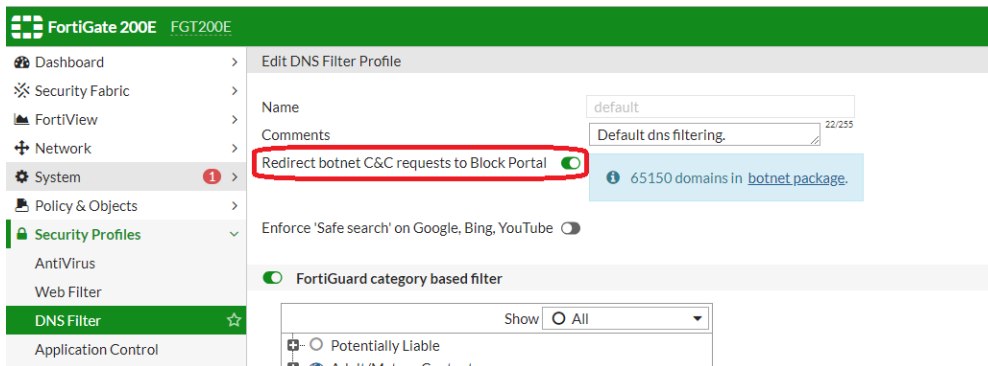 FortiGate 200E FGT200E
Dashboard
Security Fabric
FortiView
Network
System 1
Policy & Objects
Security Profiles
AntiVirus
Web Filter
DNS Filter
Application Control
Edit DNS Filter Profile
Name default
Comments Default dns filtering. 22/255
Redirect botnet C&C requests to Block Portal
65150 domains in botnet package.
Enforce 'Safe search' on Google, Bing, YouTube
FortiGuard category based filter
Show All
Potentially Liable